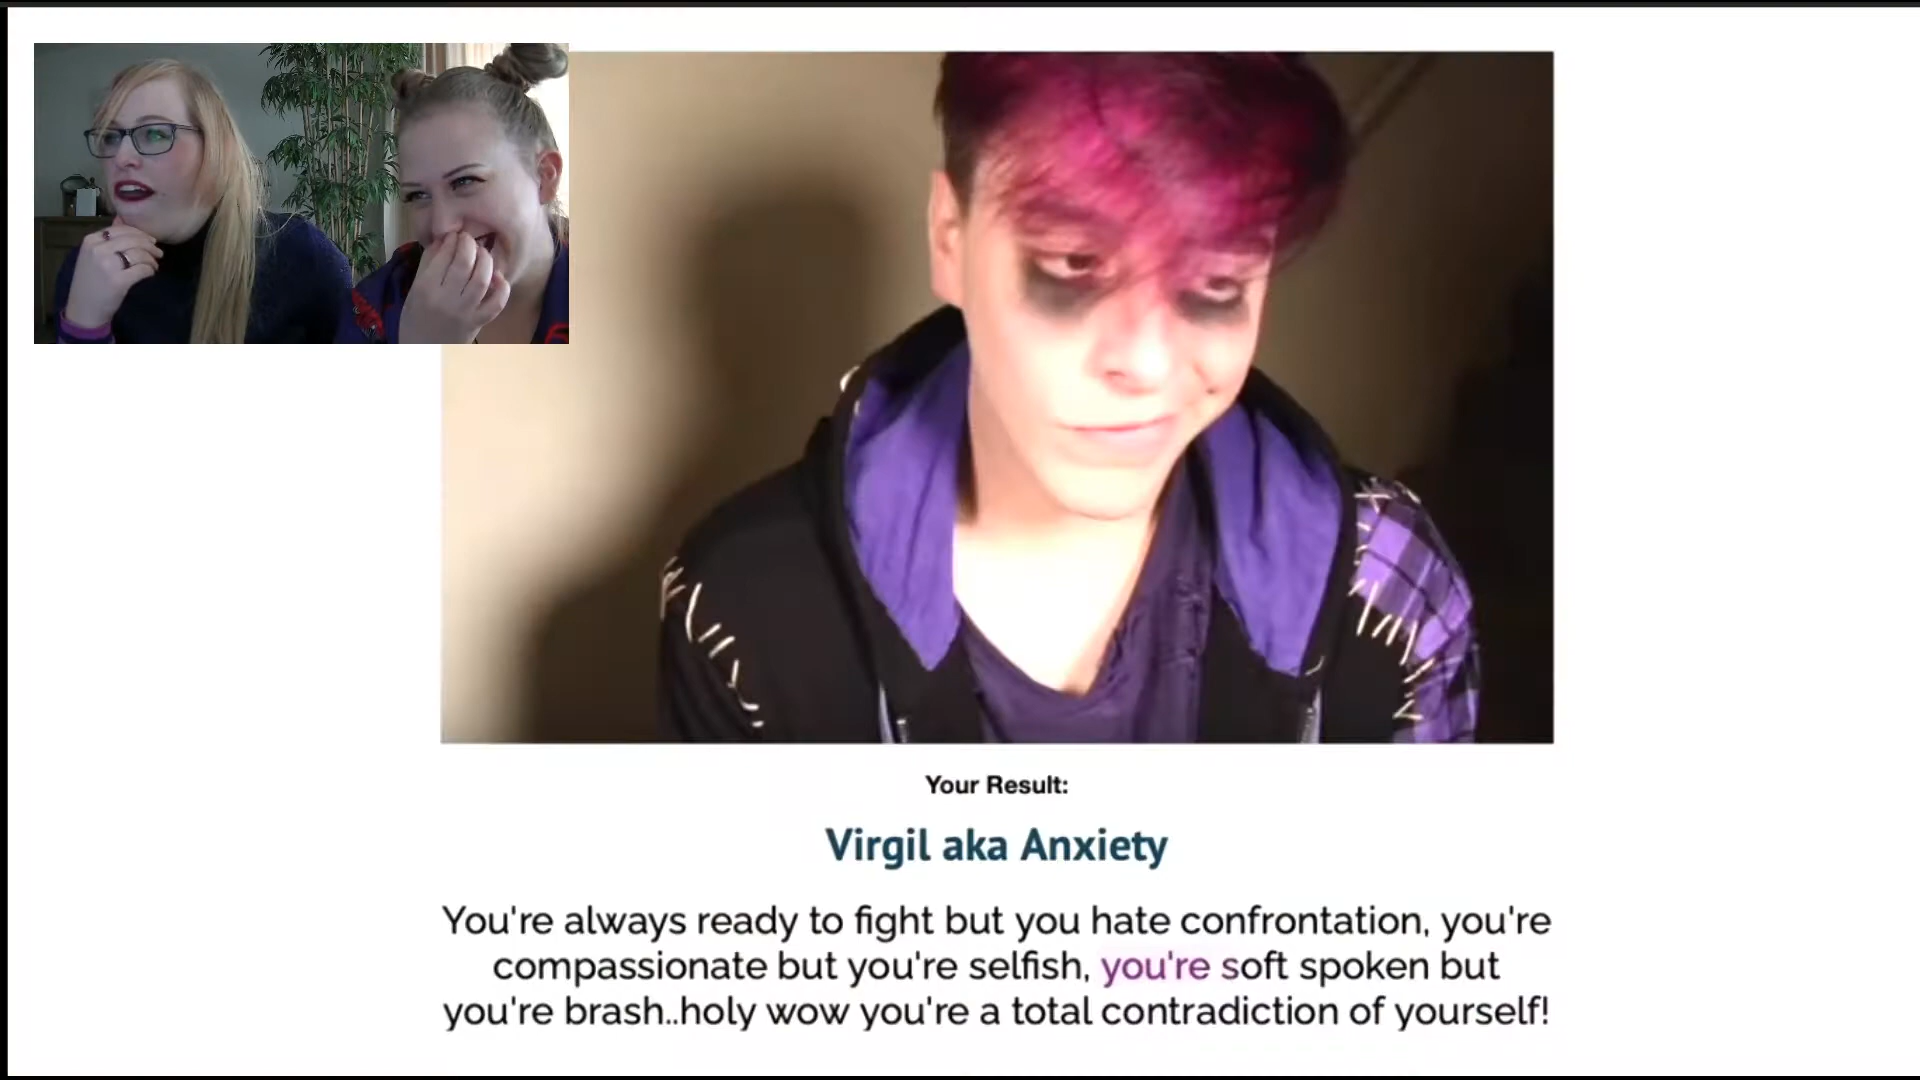 Your Result:
Virgil aka Anxiety
You're always ready to fight but you hate confrontation, you're
compassionate but you're selfish, you're soft spoken but
you're brash..holy wow you're a total contradiction of yourself!